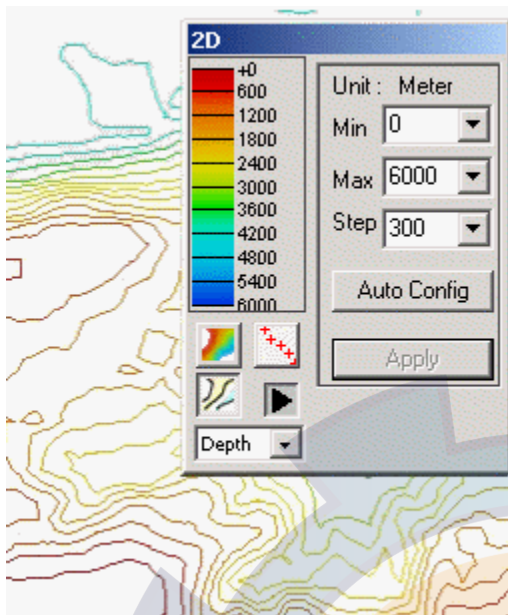 2D
+0
600
1200
1800
2400
3000
3600
4200
4800
5400
6000
Unit : Meter
Min 0
Max 6000
Step 300
Auto Config
Apply
Depth